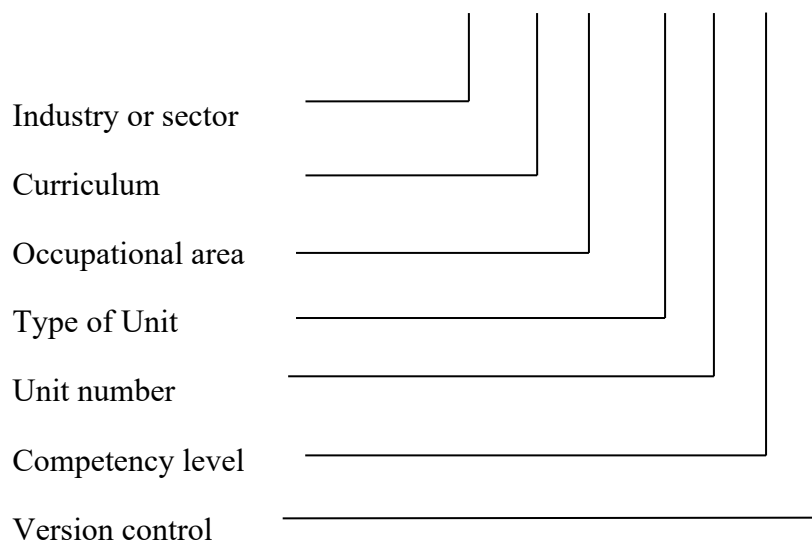 Industry or sector
Curriculum
Occupational area
Type of Unit
Unit number
Competency level
Version control